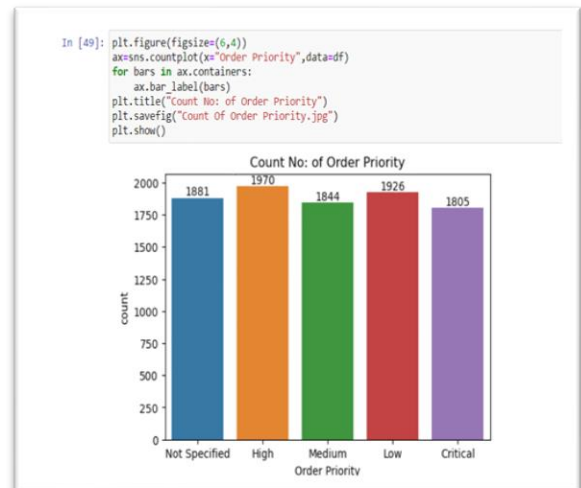 In [49]: plt.figure(figsize=(6,4))
ax=sns.countplot(x="Order Priority",data=df)
for bars in ax.containers:
    ax.bar_label(bars)
plt.title("Count No: of Order Priority")
plt.savefig("Count Of Order Priority.jpg")
plt.show()
Count No: of Order Priority
2000
1750
1500
1250
1000
750
500
250
0
count
1881
1970
1844
1926
1805
Not Specified High Medium Low Critical
Order Priority